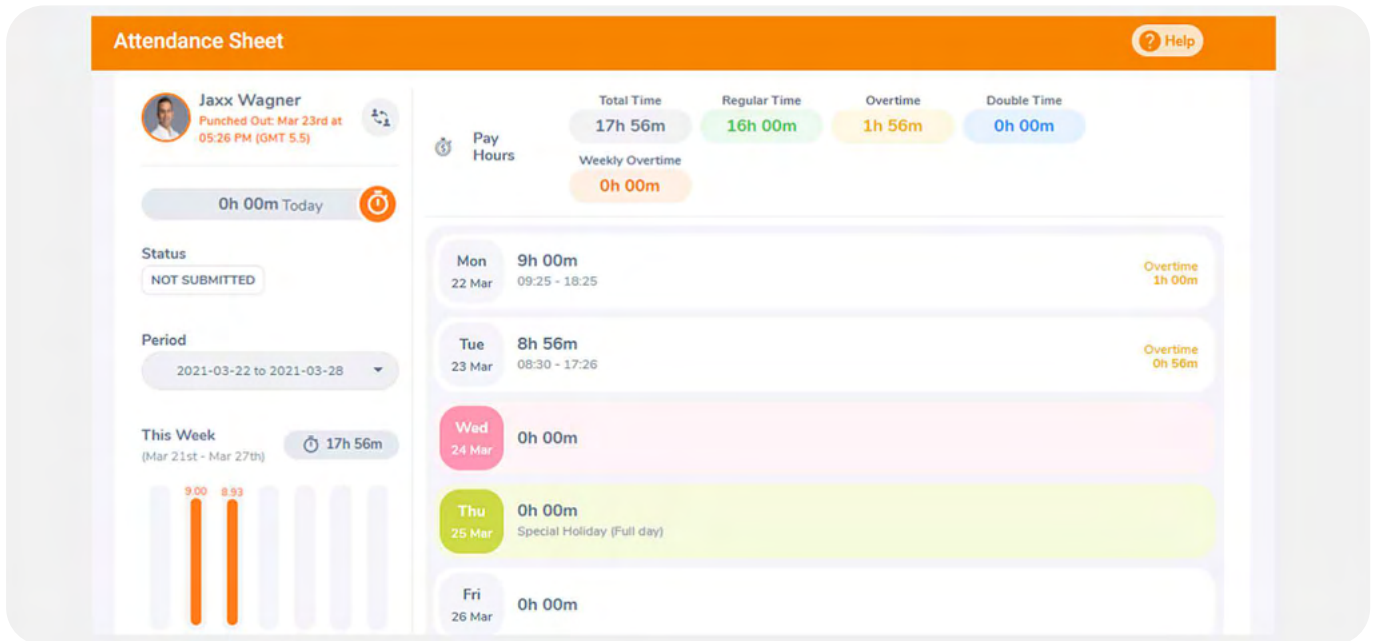 Attendance Sheet
Help
Jaxx Wagner
Punched Out: Mar 23rd at
05:26 PM (GMT 5.5)
0h 00m Today
Status
NOT SUBMITTED
Period
2021-03-22 to 2021-03-28
This Week
(Mar 21st - Mar 27th)
17h 56m
9.00 8.93
Pay
Hours
Total Time Regular Time Overtime Double Time
17h 56m 16h 00m 1h 56m 0h 00m
Weekly Overtime
0h 00m
Mon
22 Mar
9h 00m
09:25 - 18:25
Overtime
1h 00m
Tue
23 Mar
8h 56m
08:30 - 17:26
Overtime
0h 56m
Wed
24 Mar
0h 00m
Thu
25 Mar
0h 00m
Special Holiday (Full day)
Fri
26 Mar
0h 00m